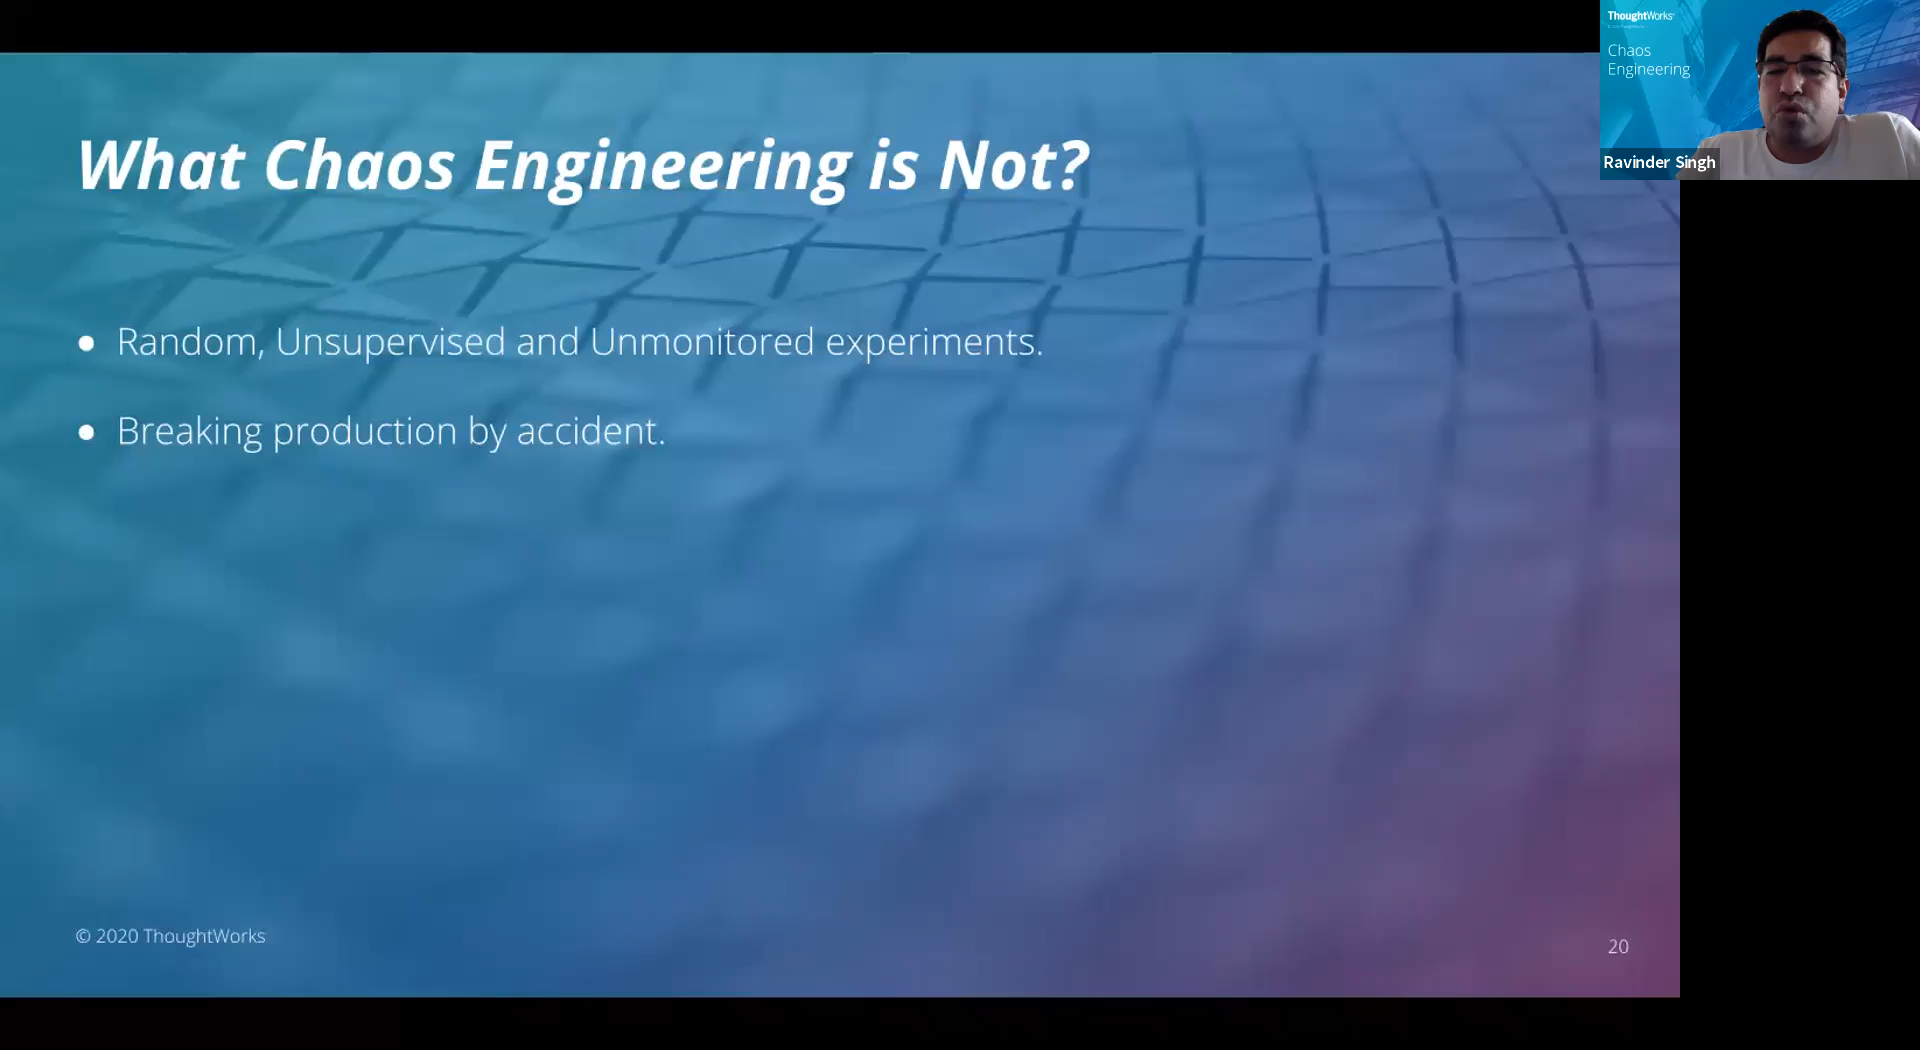 What Chaos Engineering is Not?
● Random, Unsupervised and Unmonitored experiments.
● Breaking production by accident.
© 2020 ThoughtWorks
20
ThoughtWorks
Chaos
Engineering
Ravinder Singh